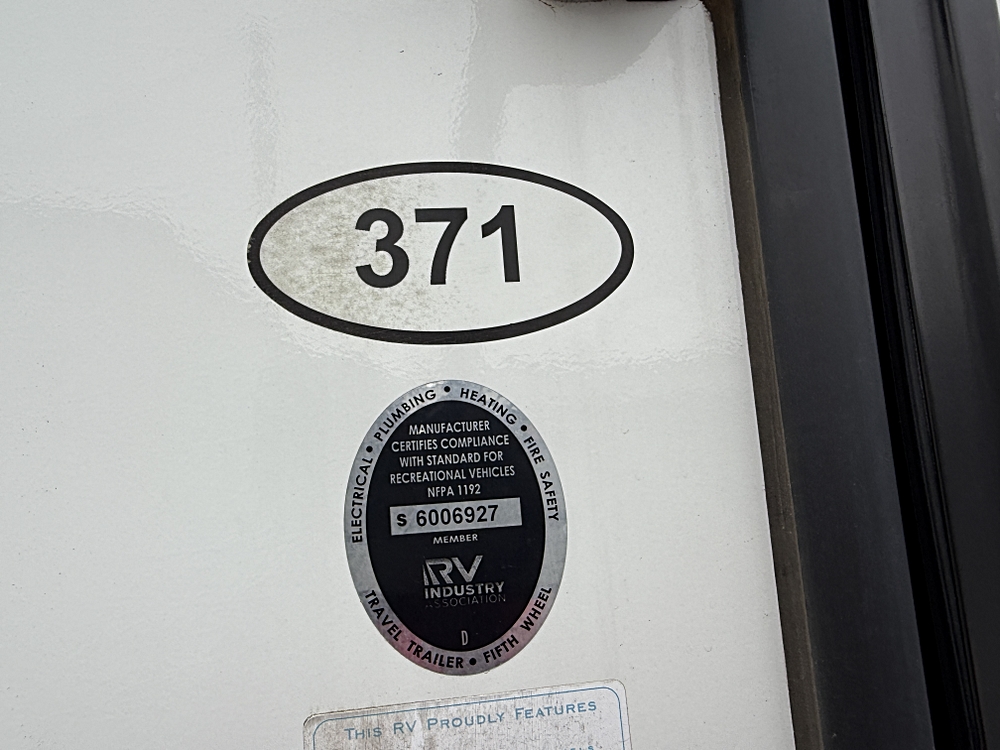 371
ELECTRICAL • PLUMBING • HEATING • FIRE SAFETY
MANUFACTURER
CERTIFIES COMPLIANCE
WITH STANDARD FOR
RECREATIONAL VEHICLES
NFPA 1192
S 6006927
MEMBER
RV
INDUSTRY
ASSOCIATION
D
TRAVEL TRAILER • FIFTH WHEEL
THIS RV PROUDLY FEATURES